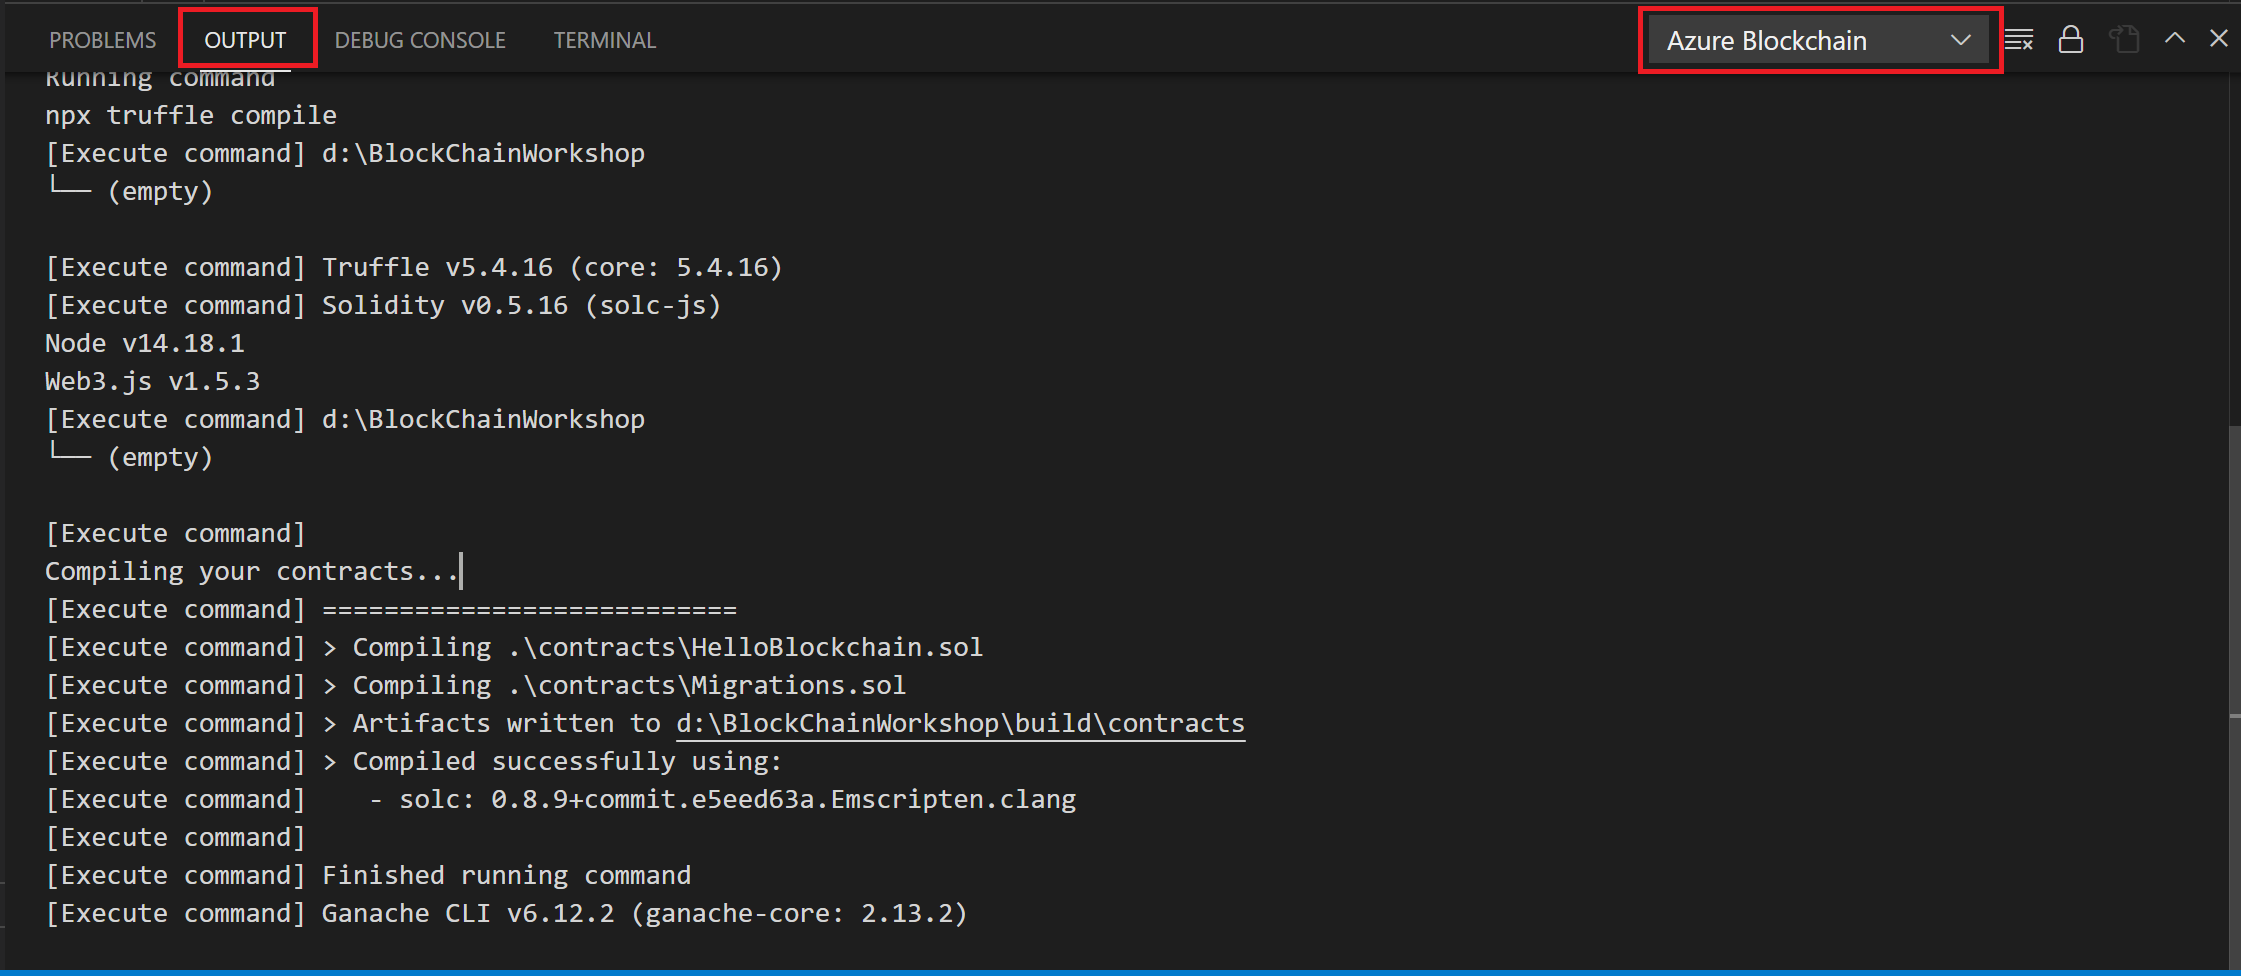 PROBLEMS OUTPUT DEBUG CONSOLE TERMINAL Azure Blockchain
Running command
npx truffle compile
[Execute command] d:\BlockChainWorkshop
└── (empty)
[Execute command] Truffle v5.4.16 (core: 5.4.16)
[Execute command] Solidity v0.5.16 (solc-js)
Node v14.18.1
Web3.js v1.5.3
[Execute command] d:\BlockChainWorkshop
└── (empty)
[Execute command]
Compiling your contracts...
[Execute command] ===========================
[Execute command] > Compiling .\contracts\HelloBlockchain.sol
[Execute command] > Compiling .\contracts\Migrations.sol
[Execute command] > Artifacts written to d:\BlockChainWorkshop\build\contracts
[Execute command] > Compiled successfully using:
[Execute command]    - solc: 0.8.9+commit.e5eed63a.Emscripten.clang
[Execute command]
[Execute command] Finished running command
[Execute command] Ganache CLI v6.12.2 (ganache-core: 2.13.2)